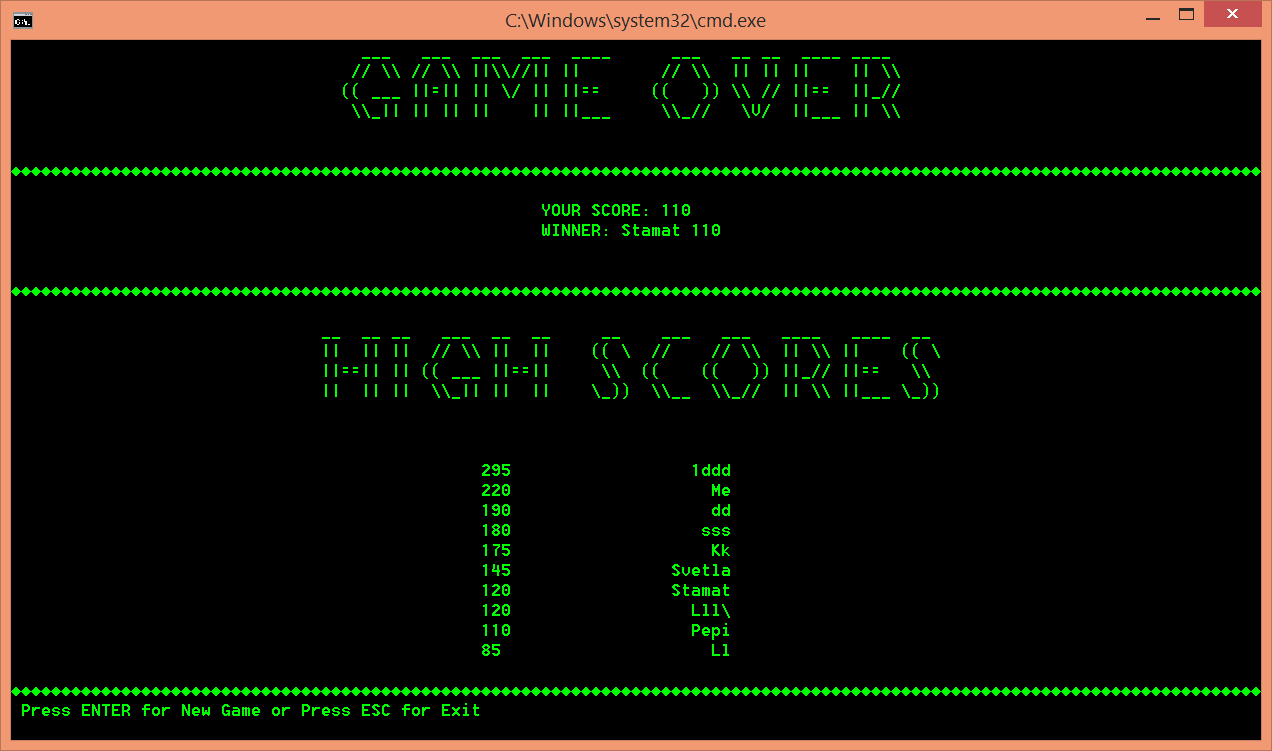 C:\Windows\system32\cmd.exe
GAME OVER
YOUR SCORE: 110
WINNER: Stamat 110
HIGH SCORES
295 1ddd
220 Me
190 dd
180 sss
175 Kk
145 Svetla
120 Stamat
120 Lll\
110 Pepi
85 Ll
Press ENTER for New Game or Press ESC for Exit